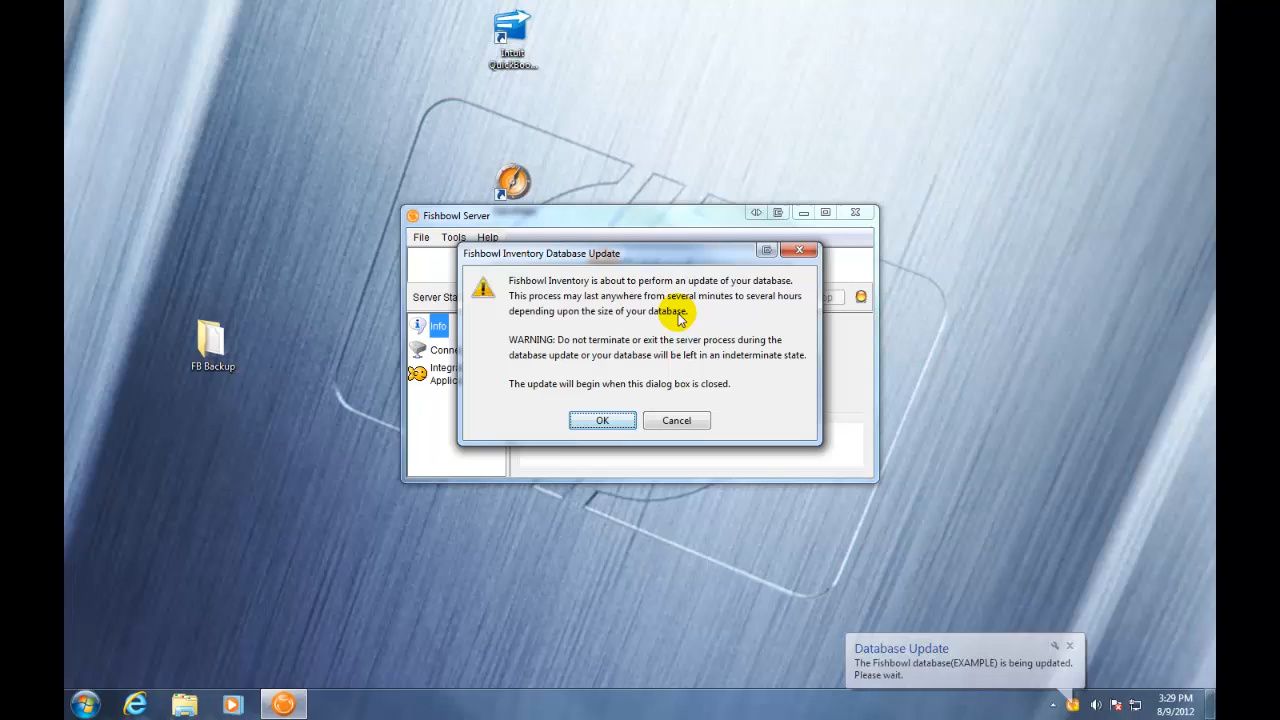 Intuit
QuickBoo...
Fishbowl Server
File Tools Help
Fishbowl Inventory Database Update
Fishbowl Inventory is about to perform an update of your database.
This process may last anywhere from several minutes to several hours
depending upon the size of your database.
WARNING: Do not terminate or exit the server process during the
database update or your database will be left in an indeterminate state.
The update will begin when this dialog box is closed.
OK Cancel
Server Sta
Info
Conne
Integra
Applic
FB Backup
Database Update
The Fishbowl database(EXAMPLE) is being updated.
Please wait.
3:29 PM
8/9/2012